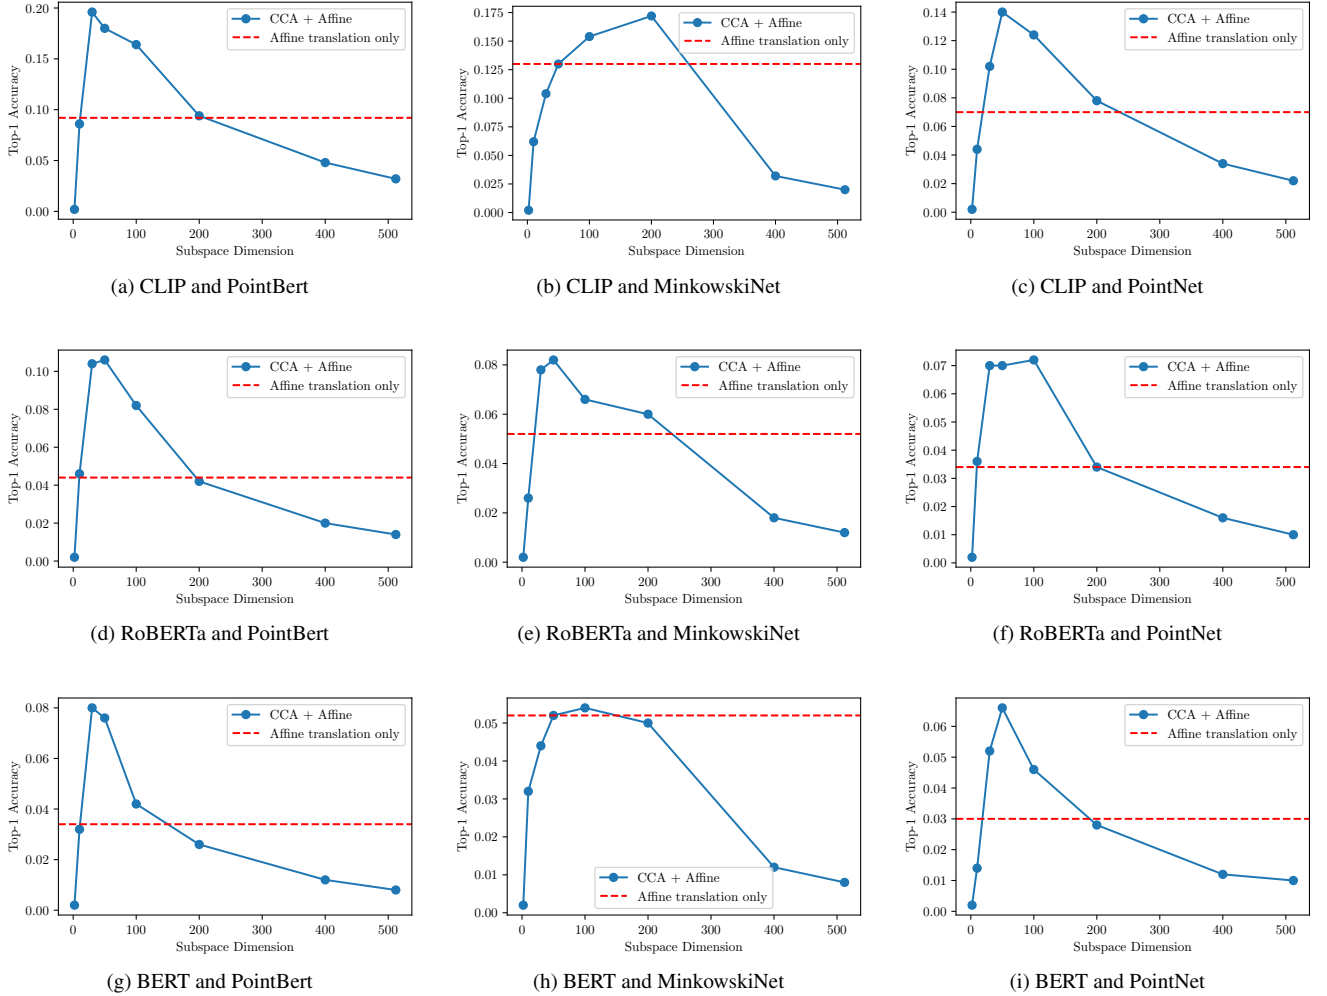 0.20
0.15
0.10
0.05
0.00
Top-1 Accuracy
0 100 200 300 400 500
Subspace Dimension
CCA + Affine
Affine translation only
(a) CLIP and PointBert
0.175
0.150
0.125
0.100
0.075
0.050
0.025
0.000
Top-1 Accuracy
0 100 200 300 400 500
Subspace Dimension
CCA + Affine
Affine translation only
(b) CLIP and MinkowskiNet
0.14
0.12
0.10
0.08
0.06
0.04
0.02
0.00
Top-1 Accuracy
0 100 200 300 400 500
Subspace Dimension
CCA + Affine
Affine translation only
(c) CLIP and PointNet
0.10
0.08
0.06
0.04
0.02
0.00
Top-1 Accuracy
0 100 200 300 400 500
Subspace Dimension
CCA + Affine
Affine translation only
(d) RoBERTa and PointBert
0.08
0.06
0.04
0.02
0.00
Top-1 Accuracy
0 100 200 300 400 500
Subspace Dimension
CCA + Affine
Affine translation only
(e) RoBERTa and MinkowskiNet
0.07
0.06
0.05
0.04
0.03
0.02
0.01
0.00
Top-1 Accuracy
0 100 200 300 400 500
Subspace Dimension
CCA + Affine
Affine translation only
(f) RoBERTa and PointNet
0.08
0.06
0.04
0.02
0.00
Top-1 Accuracy
0 100 200 300 400 500
Subspace Dimension
CCA + Affine
Affine translation only
(g) BERT and PointBert
0.05
0.04
0.03
0.02
0.01
0.00
Top-1 Accuracy
0 100 200 300 400 500
Subspace Dimension
CCA + Affine
Affine translation only
(h) BERT and MinkowskiNet
0.06
0.05
0.04
0.03
0.02
0.01
0.00
Top-1 Accuracy
0 100 200 300 400 500
Subspace Dimension
CCA + Affine
Affine translation only
(i) BERT and PointNet